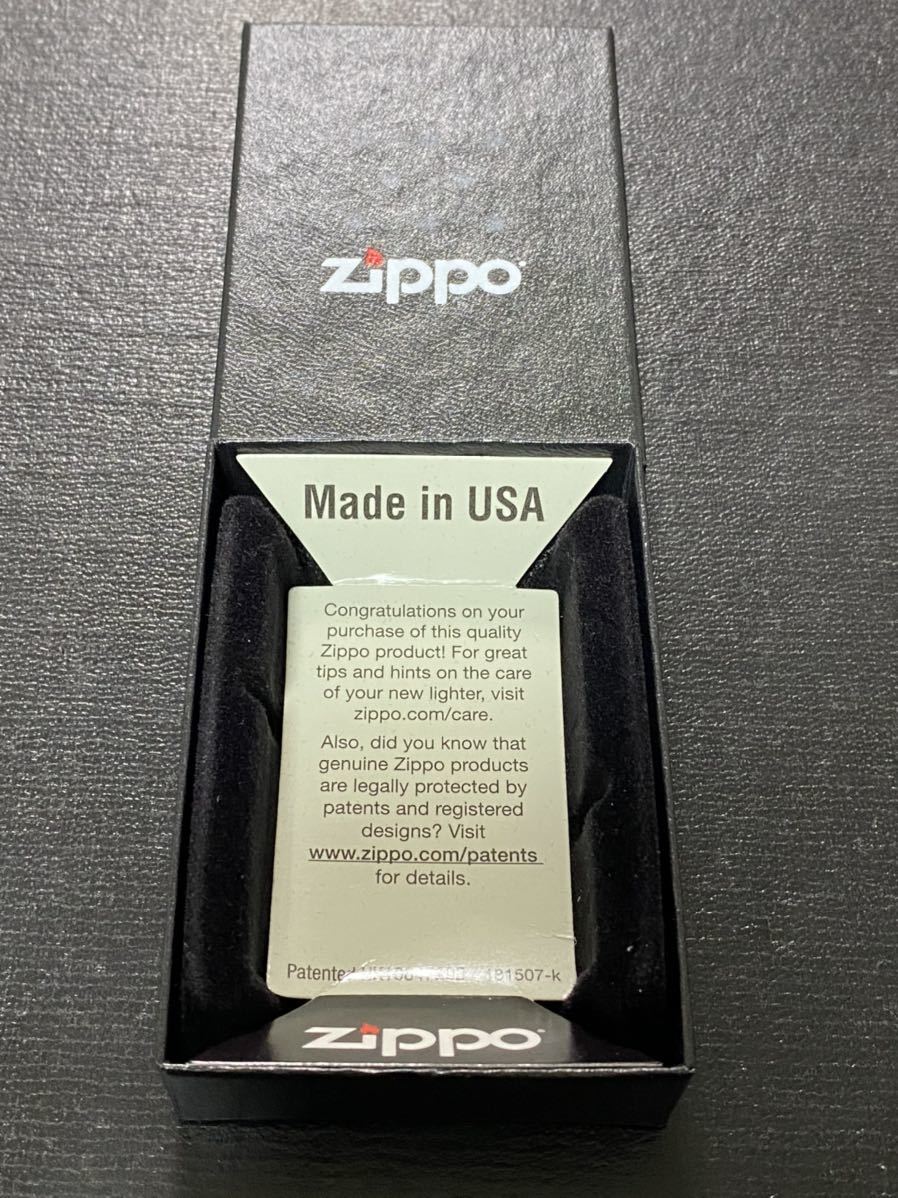 Zippo
Made in USA
Congratulations on your
purchase of this quality
Zippo product! For great
tips and hints on the care
of your new lighter, visit
zippo.com/care.
Also, did you know that
genuine Zippo products
are legally protected by
patents and registered
designs? Visit
www.zippo.com/patents
for details.
Patented 181507-k
Zippo